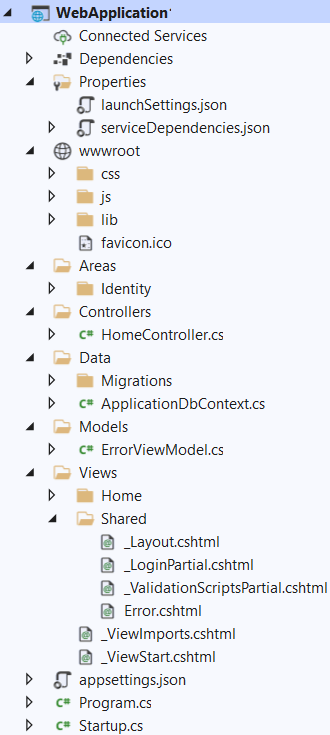 WebApplication1
Connected Services
Dependencies
Properties
launchSettings.json
serviceDependencies.json
wwwroot
css
js
lib
favicon.ico
Areas
Identity
Controllers
C# HomeController.cs
Data
Migrations
C# ApplicationDbContext.cs
Models
C# ErrorViewModel.cs
Views
Home
Shared
_Layout.cshtml
_LoginPartial.cshtml
_ValidationScriptsPartial.cshtml
Error.cshtml
_ViewImports.cshtml
_ViewStart.cshtml
appsettings.json
C# Program.cs
C# Startup.cs